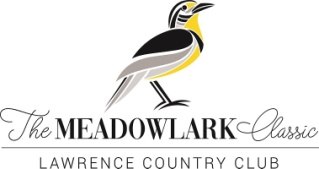 The MEADOWLARK Classic
LAWRENCE COUNTRY CLUB